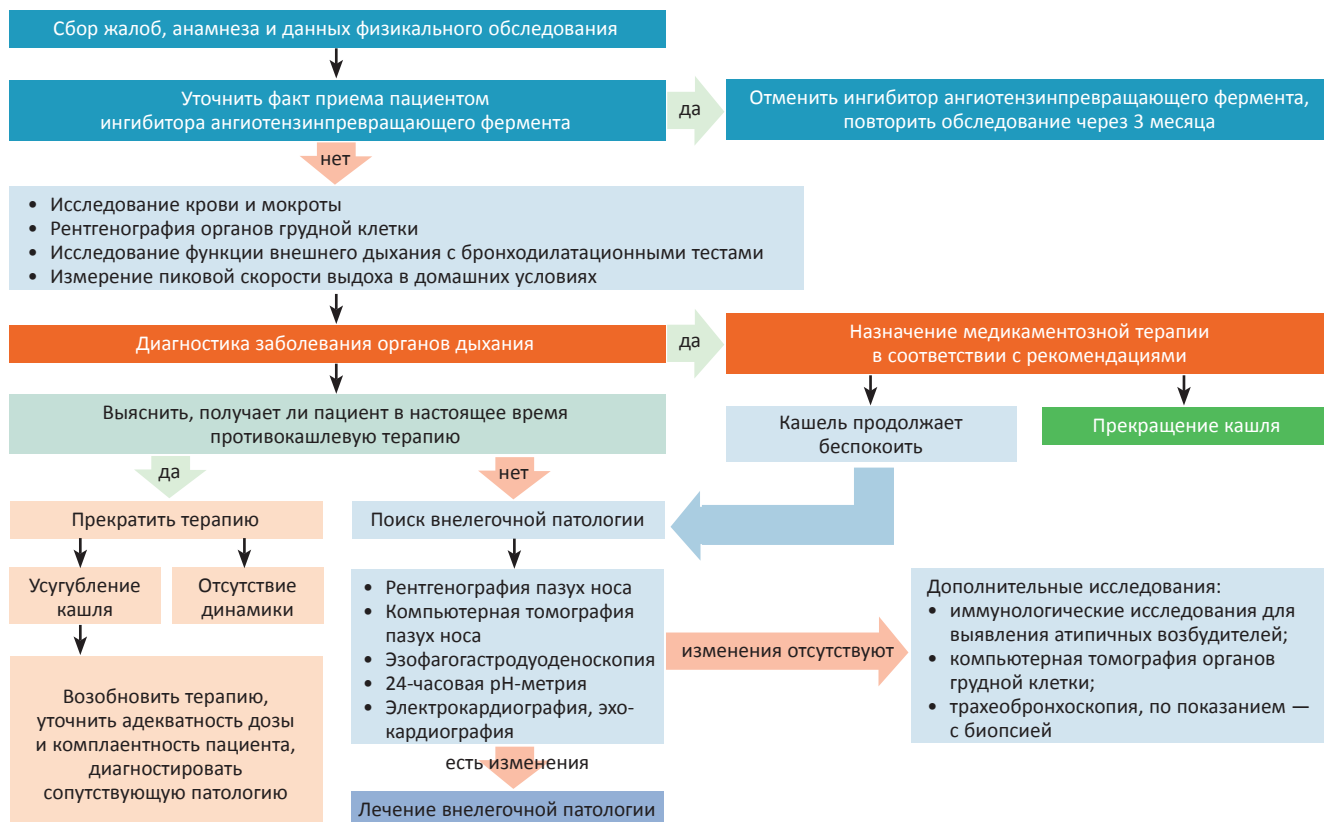 Сбор жалоб, анамнеза и данных физикального обследования
Уточнить факт приема пациентом
ингибитора ангиотензинпревращающего фермента
да
Отменить ингибитор ангиотензинпревращающего фермента,
повторить обследование через 3 месяца
нет
• Исследование крови и мокроты
• Рентгенография органов грудной клетки
• Исследование функции внешнего дыхания с бронходилатационными тестами
• Измерение пиковой скорости выдоха в домашних условиях
Диагностика заболевания органов дыхания
да
Назначение медикаментозной терапии
в соответствии с рекомендациями
Выяснить, получает ли пациент в настоящее время
противокашлевую терапию
Кашель продолжает
беспокоить
Прекращение кашля
да
нет
Прекратить терапию
Поиск внелегочной патологии
Усугубление
кашля
Отсутствие
динамики
• Рентгенография пазух носа
• Компьютерная томография
пазух носа
• Эзофагогастродуоденоскопия
• 24-часовая рН-метрия
• Электрокардиография, эхо-
кардиография
изменения отсутствуют
Дополнительные исследования:
• иммунологические исследования для
выявления атипичных возбудителей;
• компьютерная томография органов
грудной клетки;
• трахеобронхоскопия, по показанием —
с биопсией
Возобновить терапию,
уточнить адекватность дозы
и комплаентность пациента,
диагностировать
сопутствующую патологию
есть изменения
Лечение внелегочной патологии